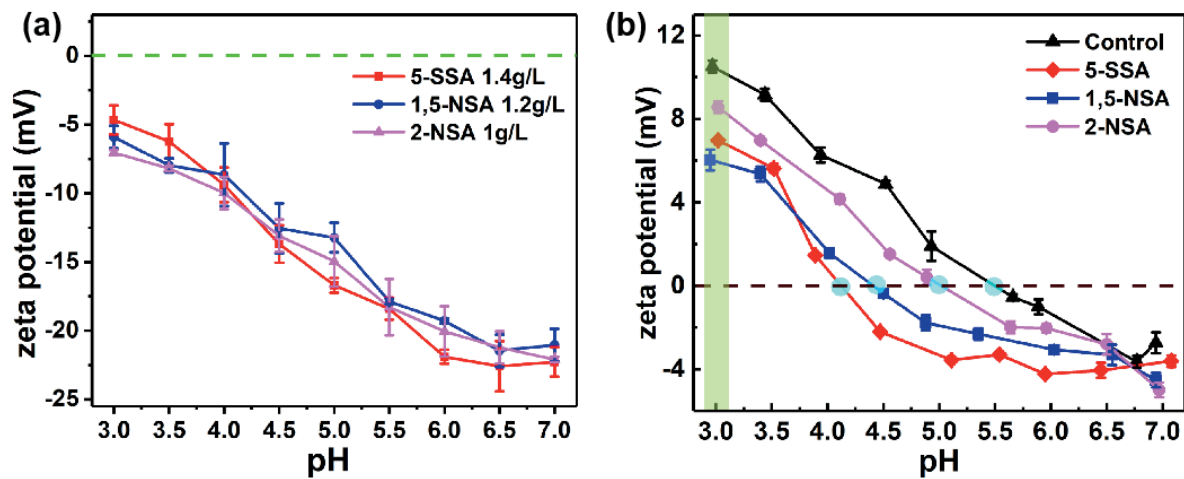 (a)
zeta potential (mV)
0
-5
-10
-15
-20
-25
5-SSA 1.4g/L
1,5-NSA 1.2g/L
2-NSA 1g/L
3.0 3.5 4.0 4.5 5.0 5.5 6.0 6.5 7.0
pH
(b)
zeta potential (mV)
12
8
4
0
-4
Control
5-SSA
1,5-NSA
2-NSA
3.0 3.5 4.0 4.5 5.0 5.5 6.0 6.5 7.0
pH